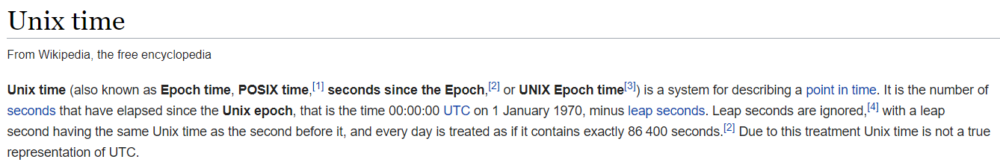 Unix time
From Wikipedia, the free encyclopedia
Unix time (also known as Epoch time, POSIX time,[1] seconds since the Epoch,[2] or UNIX Epoch time[3]) is a system for describing a point in time. It is the number of
seconds that have elapsed since the Unix epoch, that is the time 00:00:00 UTC on 1 January 1970, minus leap seconds. Leap seconds are ignored,[4] with a leap
second having the same Unix time as the second before it, and every day is treated as if it contains exactly 86 400 seconds.[2] Due to this treatment Unix time is not a true
representation of UTC.